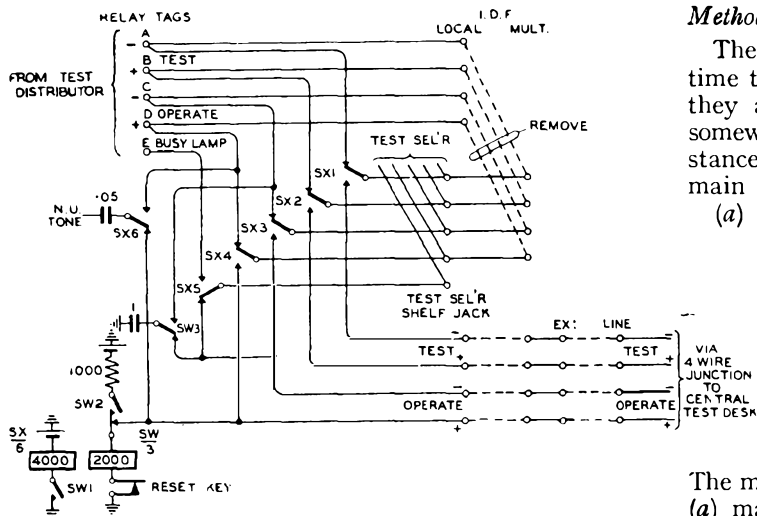 RELAY TAGS
I.D.F
LOCAL MULT.
A
-
B TEST
+
C
-
D OPERATE
+
E BUSY LAMP
FROM TEST
DISTRIBUTOR
REMOVE
TEST SEL'R
SX1
SX2
SX3
SX4
SX5
SX6
.05
N.U.
TONE
1
SW3
1000
SW2
SX
6
4000
SW1
SW
3
2000
RESET KEY
TEST SEL'R
SHELF JACK
EX: LINE
- -
TEST TEST
+ +
- -
OPERATE OPERATE
+ +
VIA
4 WIRE
JUNCTION
TO
CENTRAL
TEST DESK
Metho
The
time t
they a
somew
stance
main
(a)
The m
(a) ma